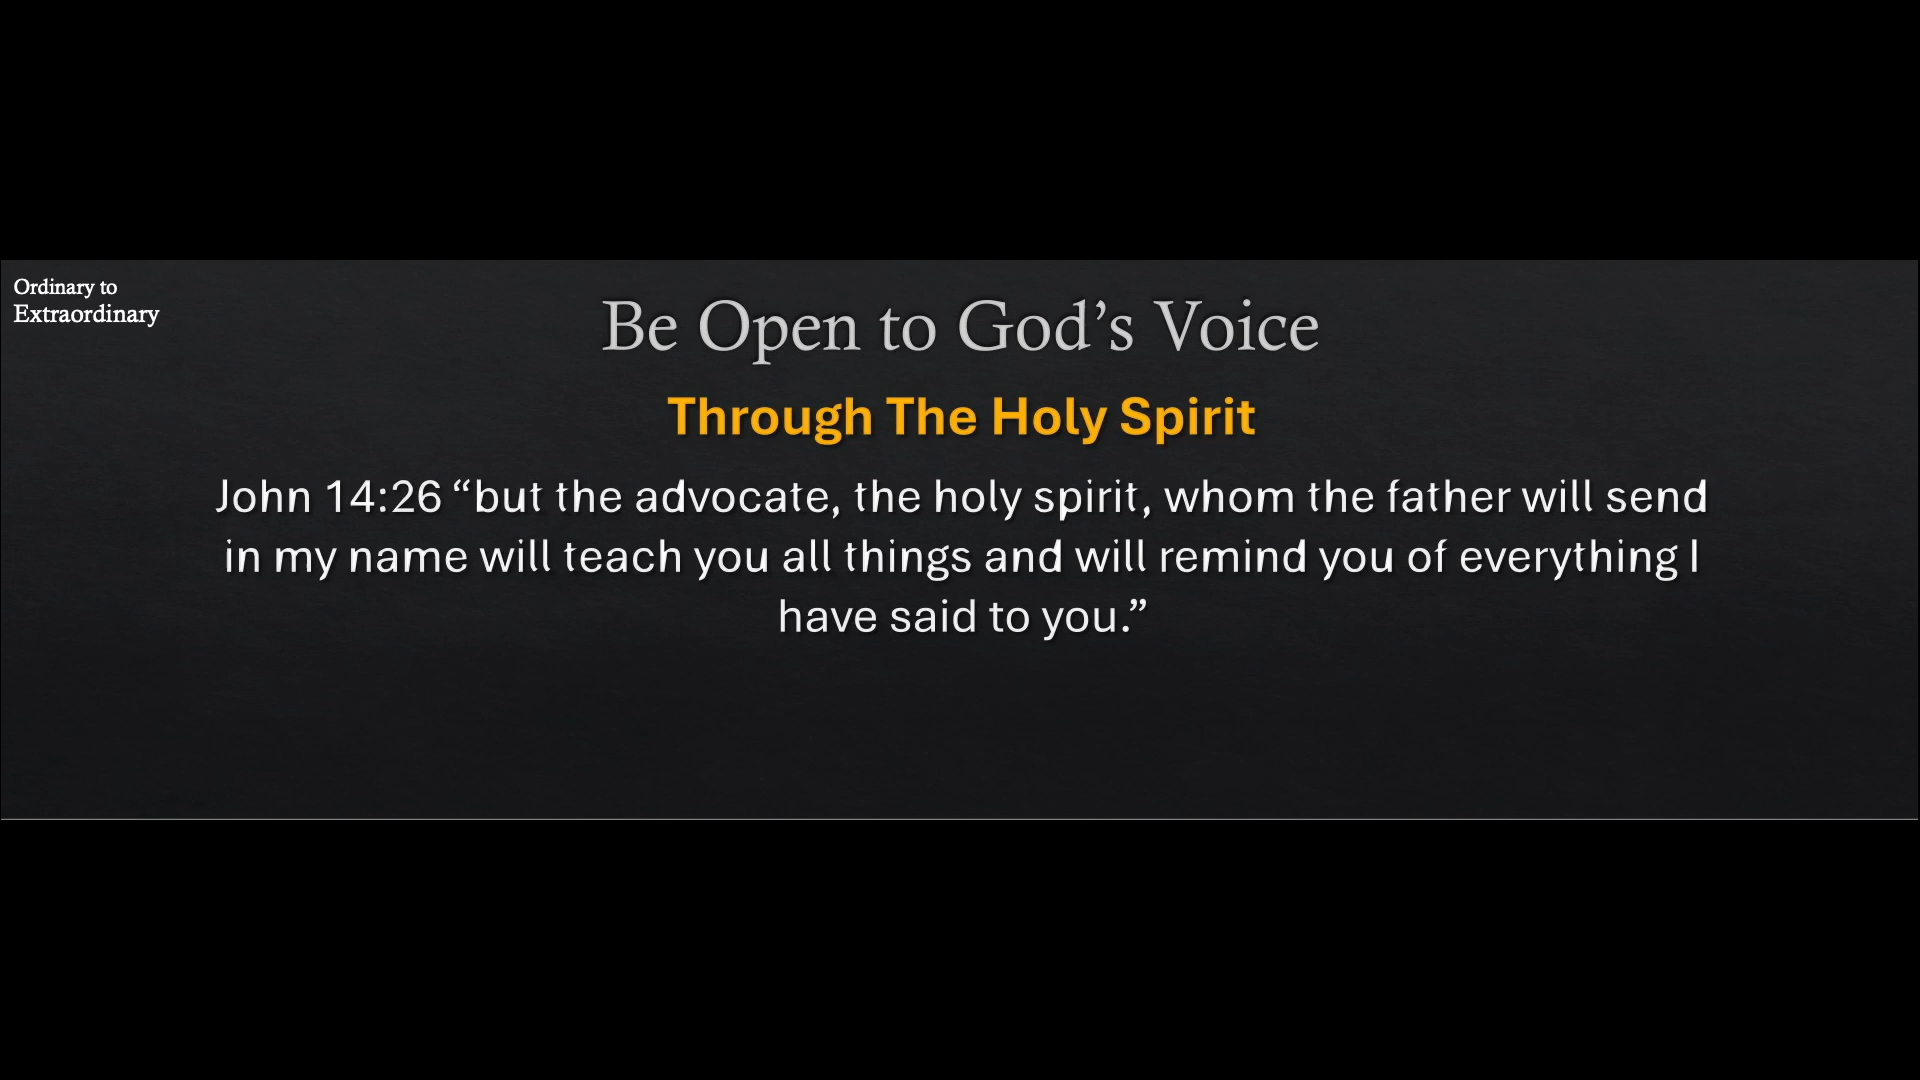 Ordinary to
Extraordinary
Be Open to God’s Voice
Through The Holy Spirit
John 14:26 “but the advocate, the holy spirit, whom the father will send
in my name will teach you all things and will remind you of everything I
have said to you.”